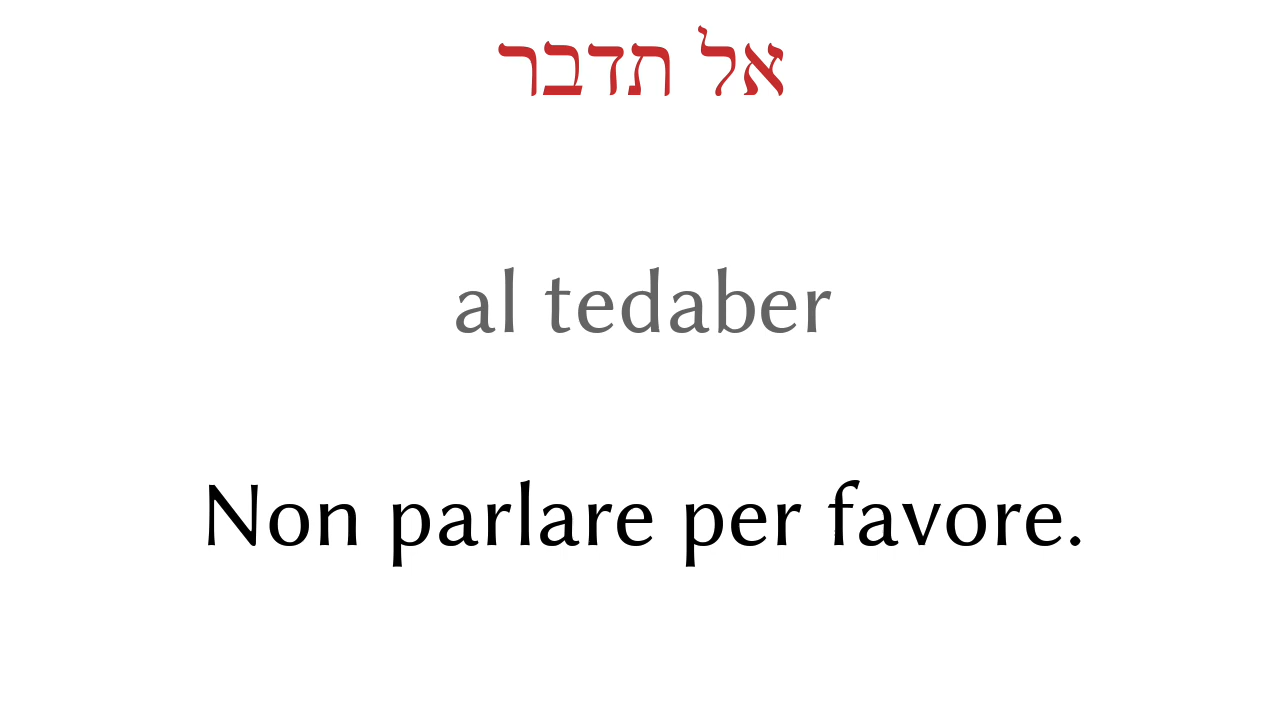 אל תדבר
al tedaber
Non parlare per favore.